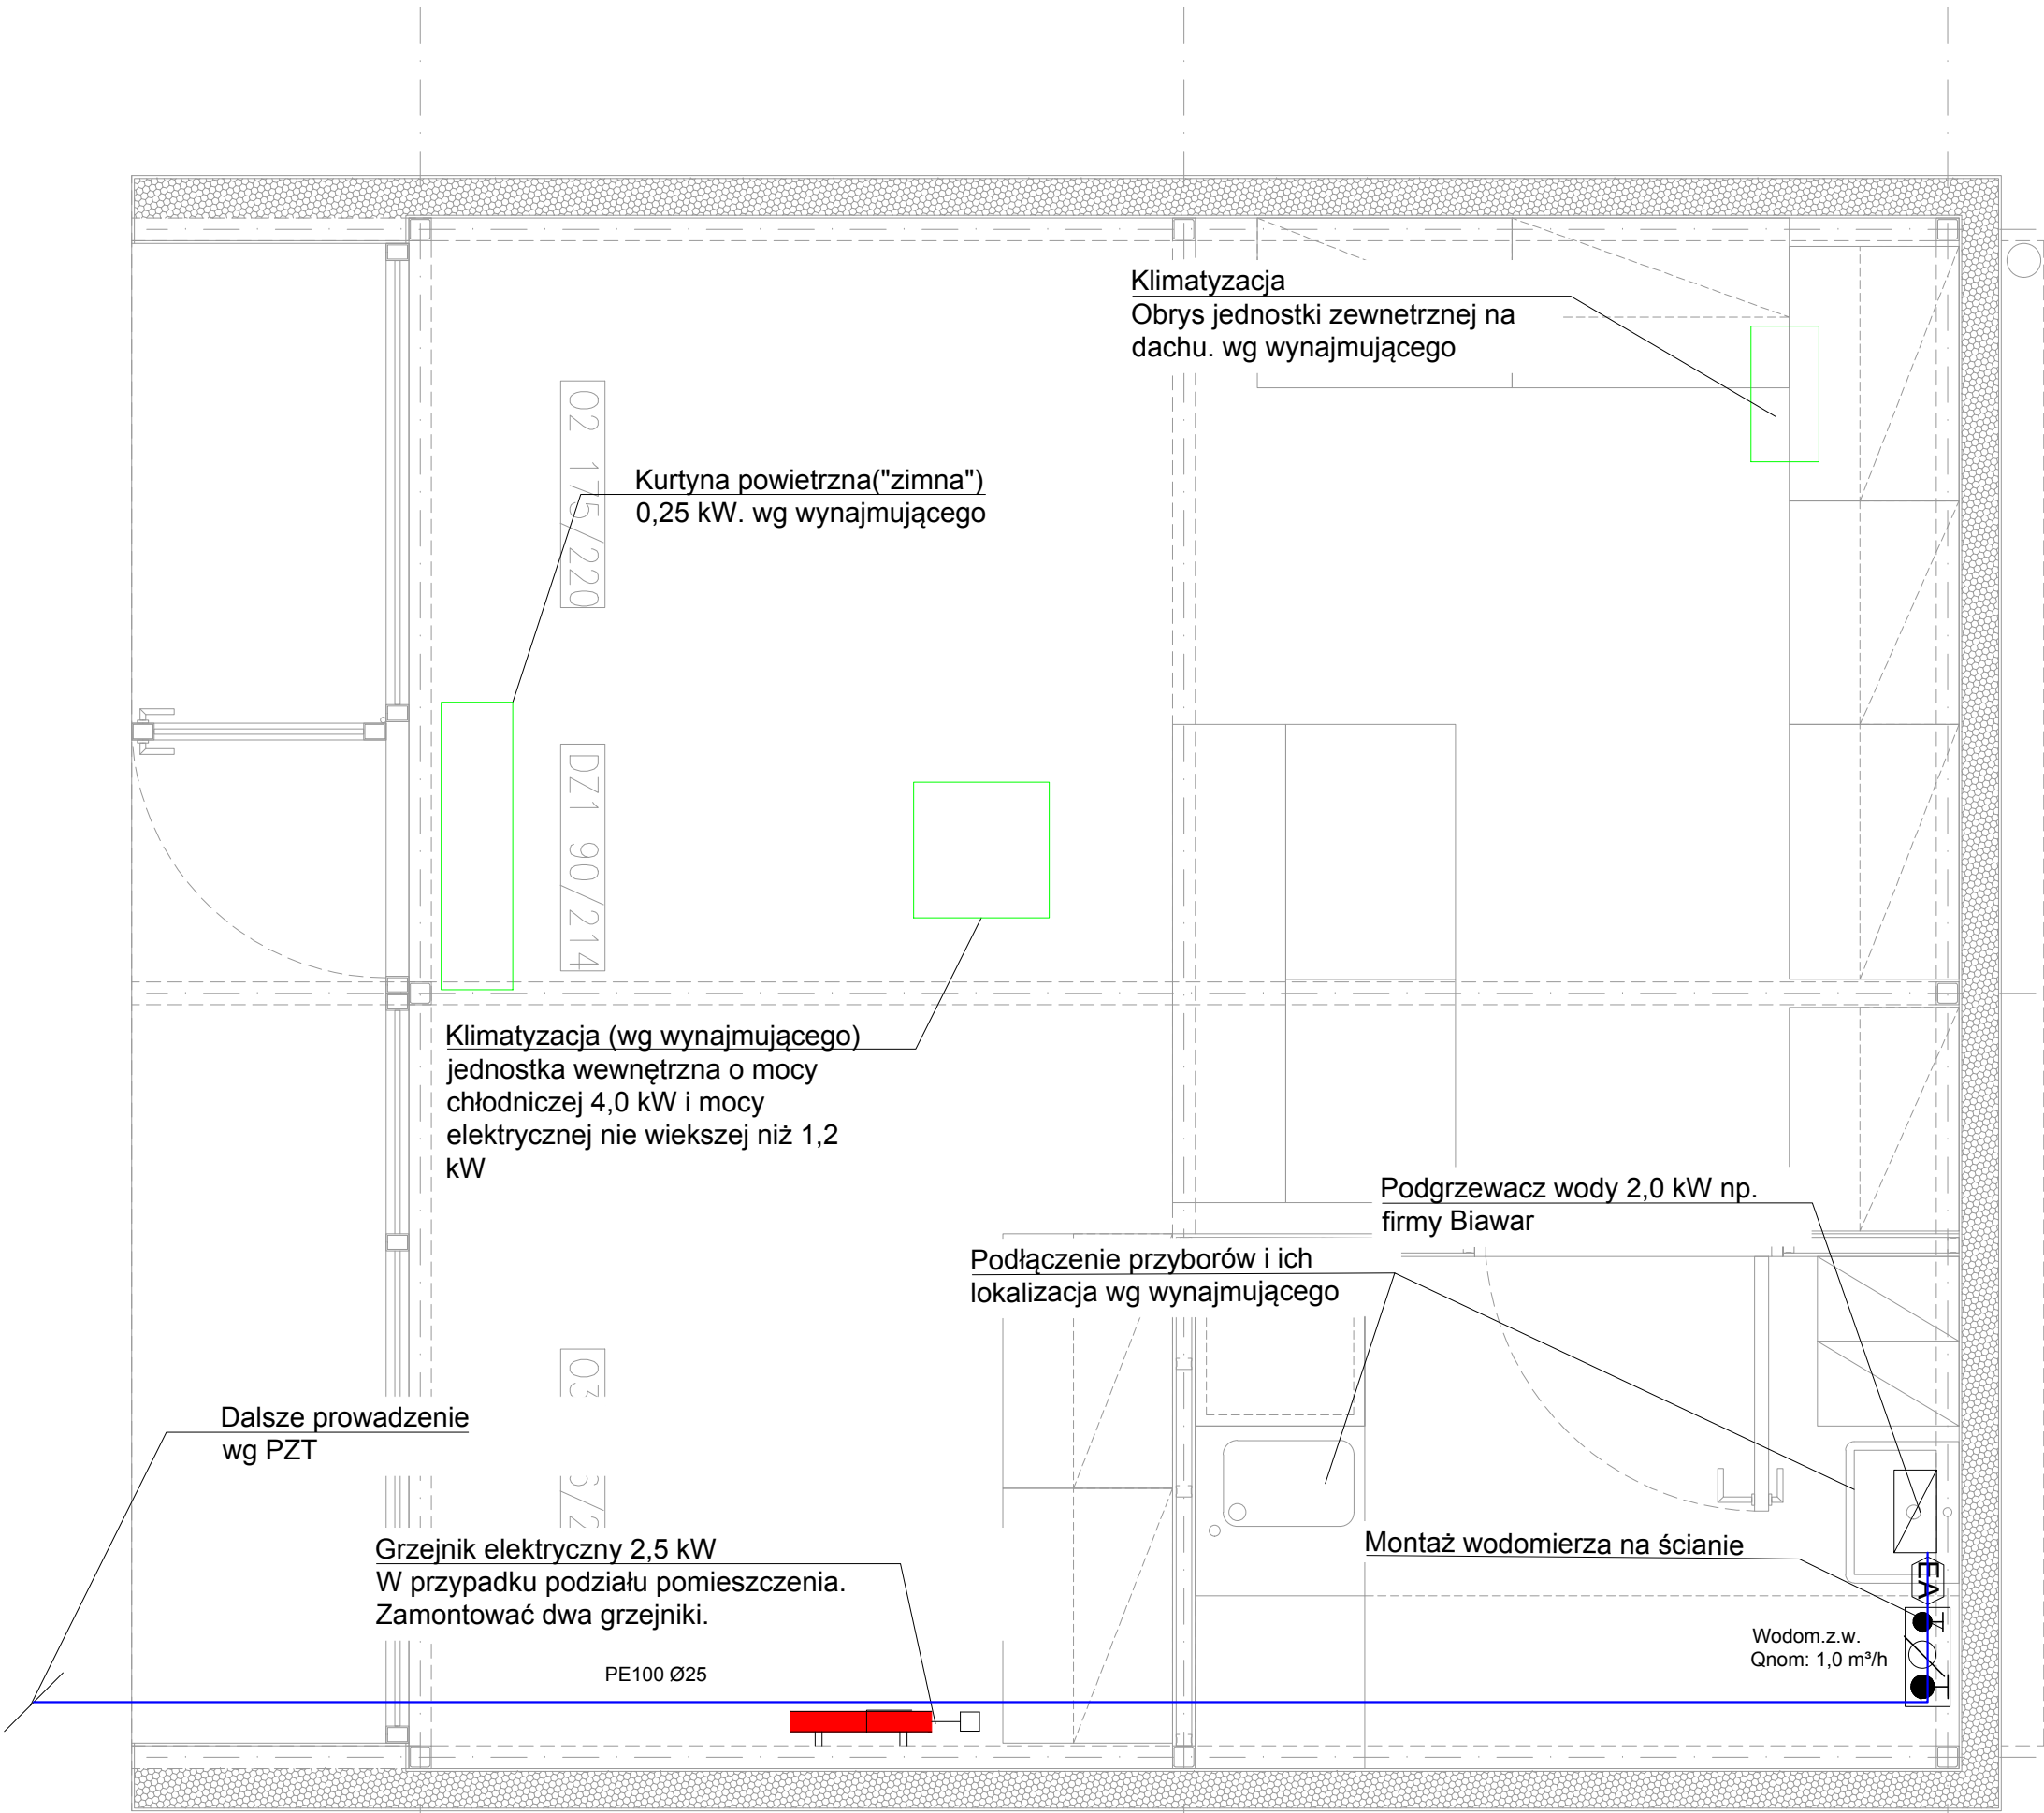 Klimatyzacja
Obrys jednostki zewnetrznej na
dachu. wg wynajmującego
02 175/220
Kurtyna powietrzna("zimna")
0,25 kW. wg wynajmującego
DZ1 90/214
Klimatyzacja (wg wynajmującego)
jednostka wewnętrzna o mocy
chłodniczej 4,0 kW i mocy
elektrycznej nie wiekszej niż 1,2
kW
Podgrzewacz wody 2,0 kW np.
firmy Biawar
Podłączenie przyborów i ich
lokalizacja wg wynajmującego
Dalsze prowadzenie
wg PZT
Grzejnik elektryczny 2,5 kW
W przypadku podziału pomieszczenia.
Zamontować dwa grzejniki.
Montaż wodomierza na ścianie
EA
Wodom.z.w.
Qnom: 1,0 m³/h
PE100 Ø25